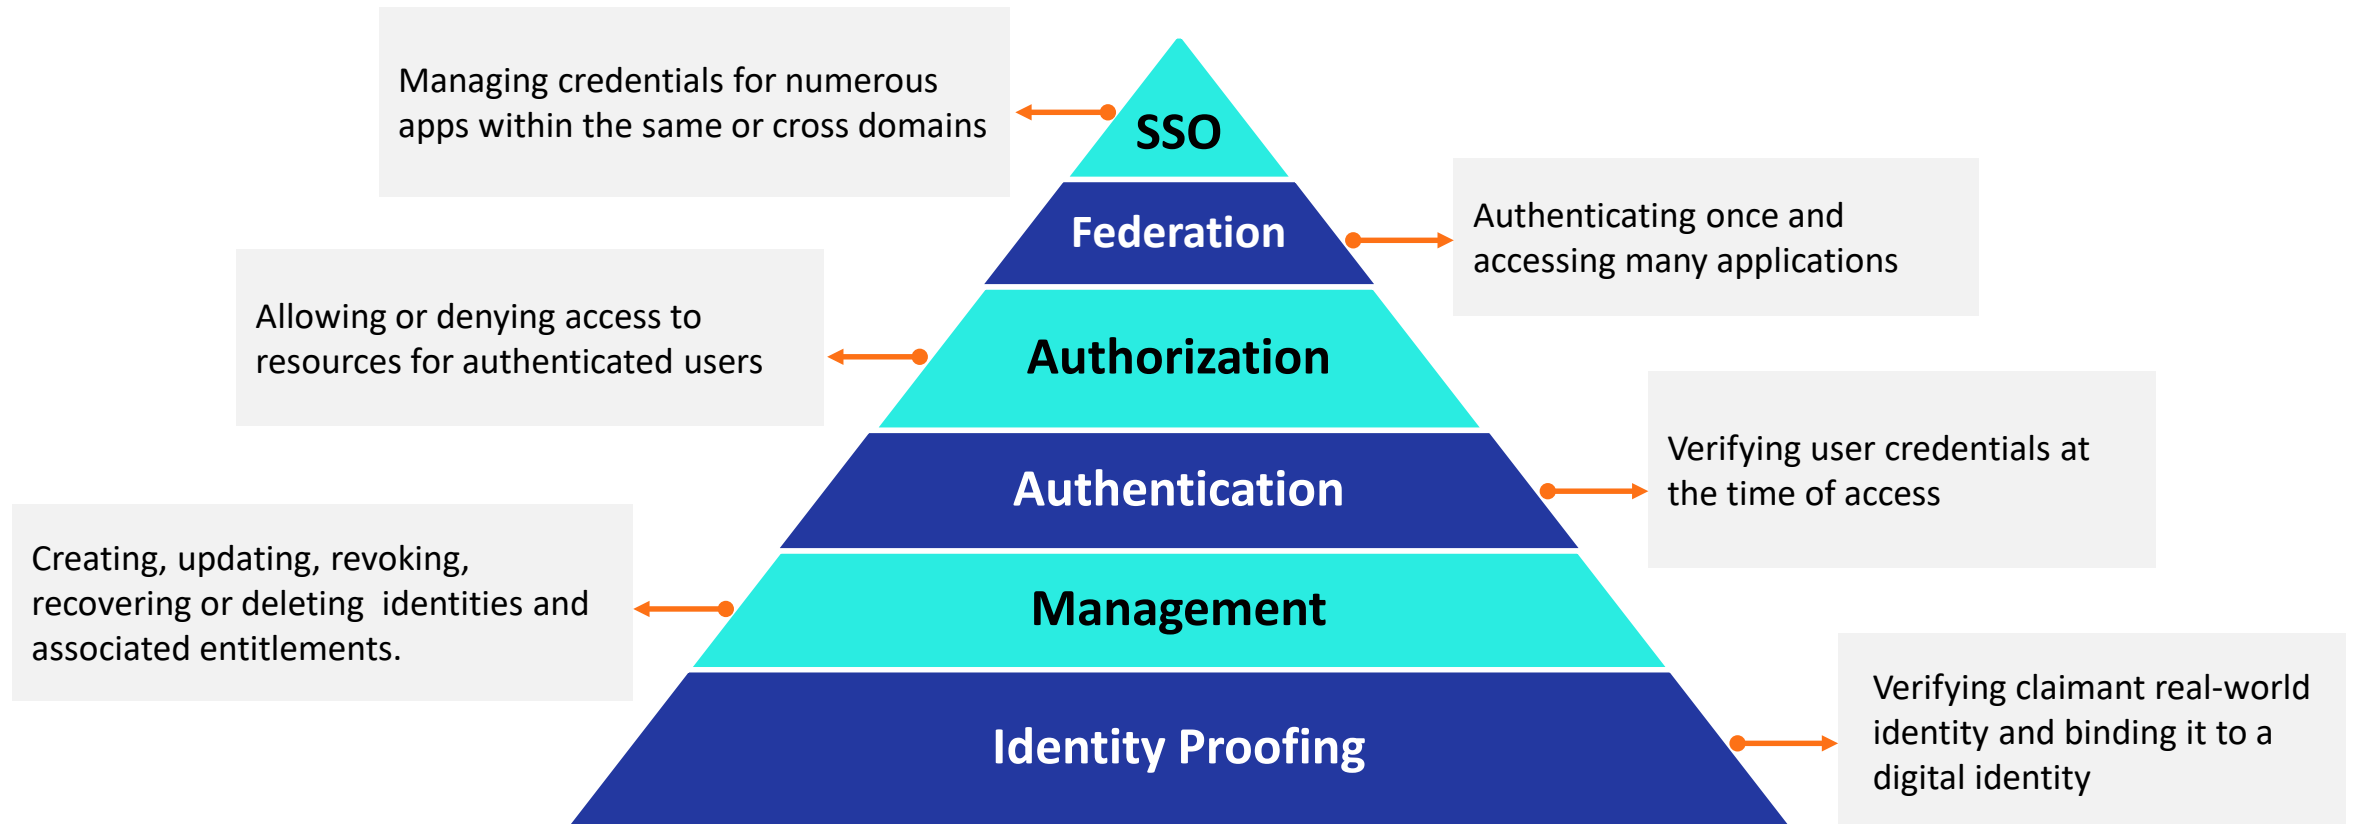 Managing credentials for numerous
apps within the same or cross domains
SSO
Federation
Authenticating once and
accessing many applications
Allowing or denying access to
resources for authenticated users
Authorization
Authentication
Verifying user credentials at
the time of access
Creating, updating, revoking,
recovering or deleting  identities and
associated entitlements.
Management
Identity Proofing
Verifying claimant real-world
identity and binding it to a
digital identity